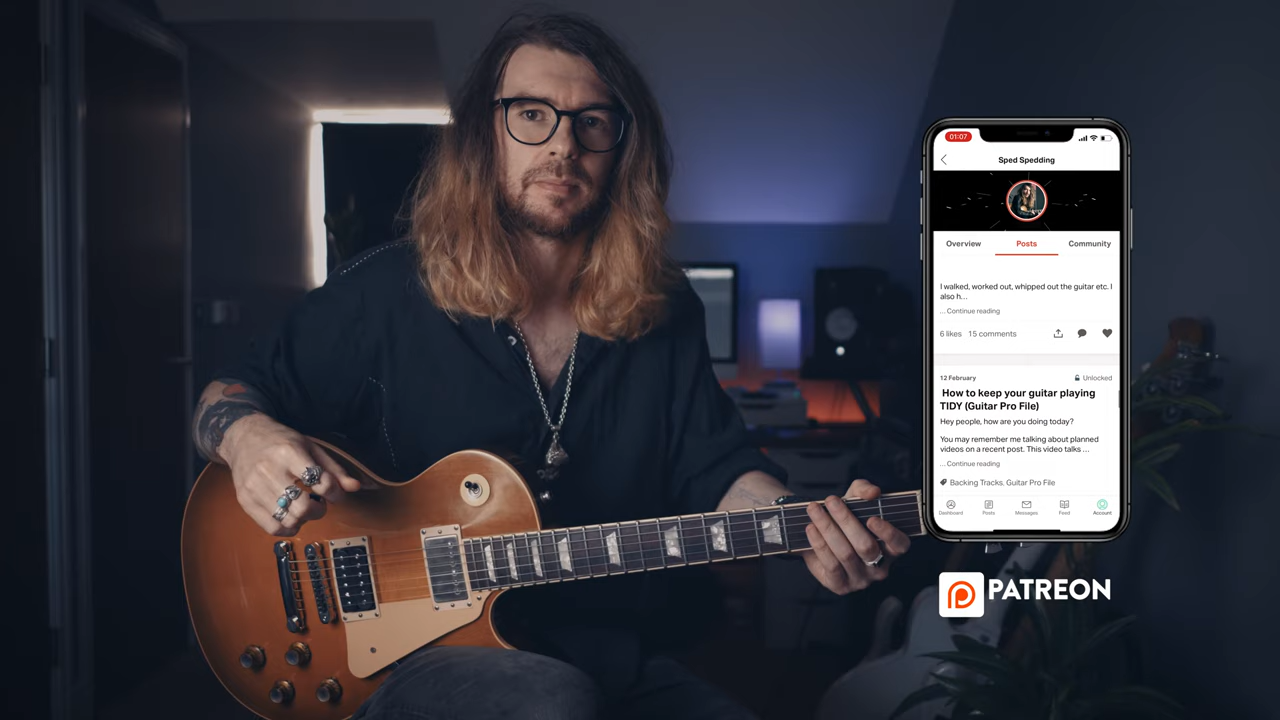 01:07
Sped Spedding
Overview Posts Community
I walked, worked out, whipped out the guitar etc. I
also h...
... Continue reading
6 likes 15 comments
12 February Unlocked
How to keep your guitar playing
TIDY (Guitar Pro File)
Hey people, how are you doing today?
You may remember me talking about planned
videos on a recent post. This video talks ...
... Continue reading
Backing Tracks, Guitar Pro File
Dashboard Posts Messages Feed Account
PATREON